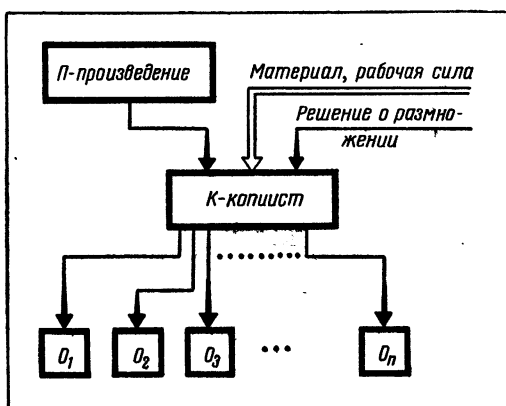 П-произведение
Материал, рабочая сила
Решение о размно-
жении
К-копиист
О₁ О₂ О₃ ... Оₙ